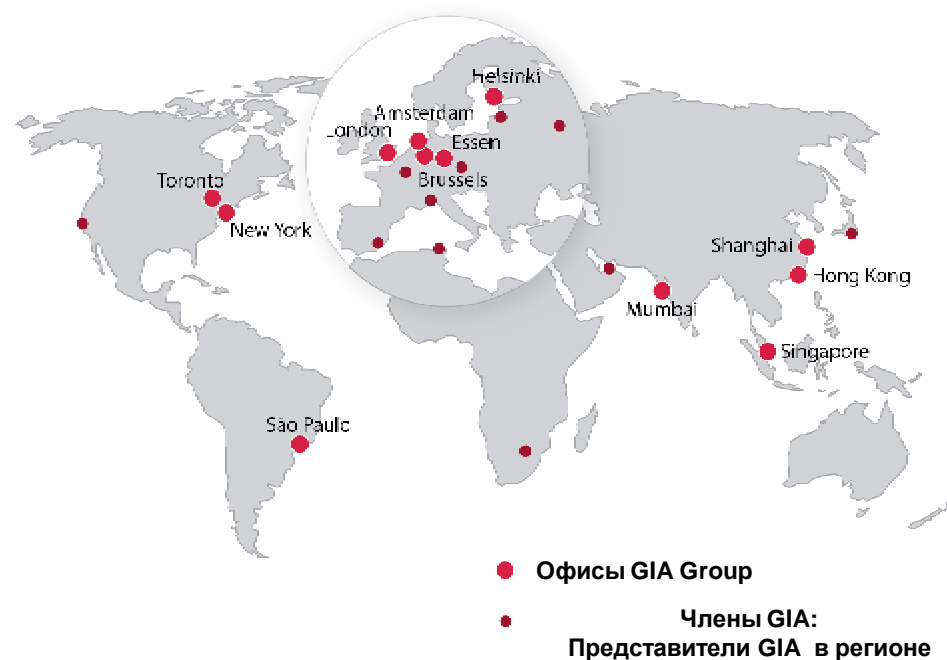 Helsinki
Amsterdam
London
Essen
Brussels
Toronto
New York
Shanghai
Hong Kong
Mumbai
Singapore
São Paulo
Офисы GIA Group
Члены GIA:
Представители GIA в регионе